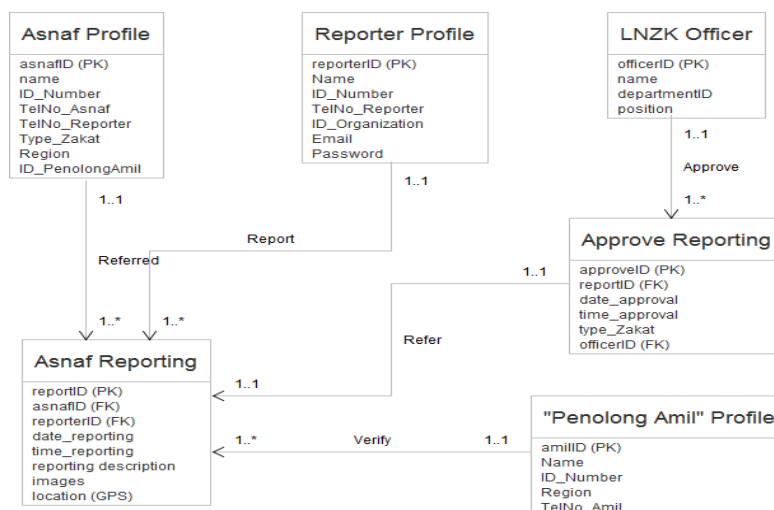 Asnaf Profile
asnafID (PK)
name
ID_Number
TelNo_Asnaf
TelNo_Reporter
Type_Zakat
Region
ID_PenolongAmil
Reporter Profile
reporterID (PK)
Name
ID_Number
TelNo_Reporter
ID_Organization
Email
Password
LNZK Officer
officerID (PK)
name
departmentID
position
1..1
Approve
1..*
1..1
Referred
1..*
1..1
Report
1..*
Approve Reporting
approveID (PK)
reportID (FK)
date_approval
time_approval
type_Zakat
officerID (FK)
1..1
Refer
1..1
Asnaf Reporting
reportID (PK)
asnafID (FK)
reporterID (FK)
date_reporting
time_reporting
reporting description
images
location (GPS)
1..*
Verify
1..1
"Penolong Amil" Profile
amilID (PK)
Name
ID_Number
Region
TelNo_Amil